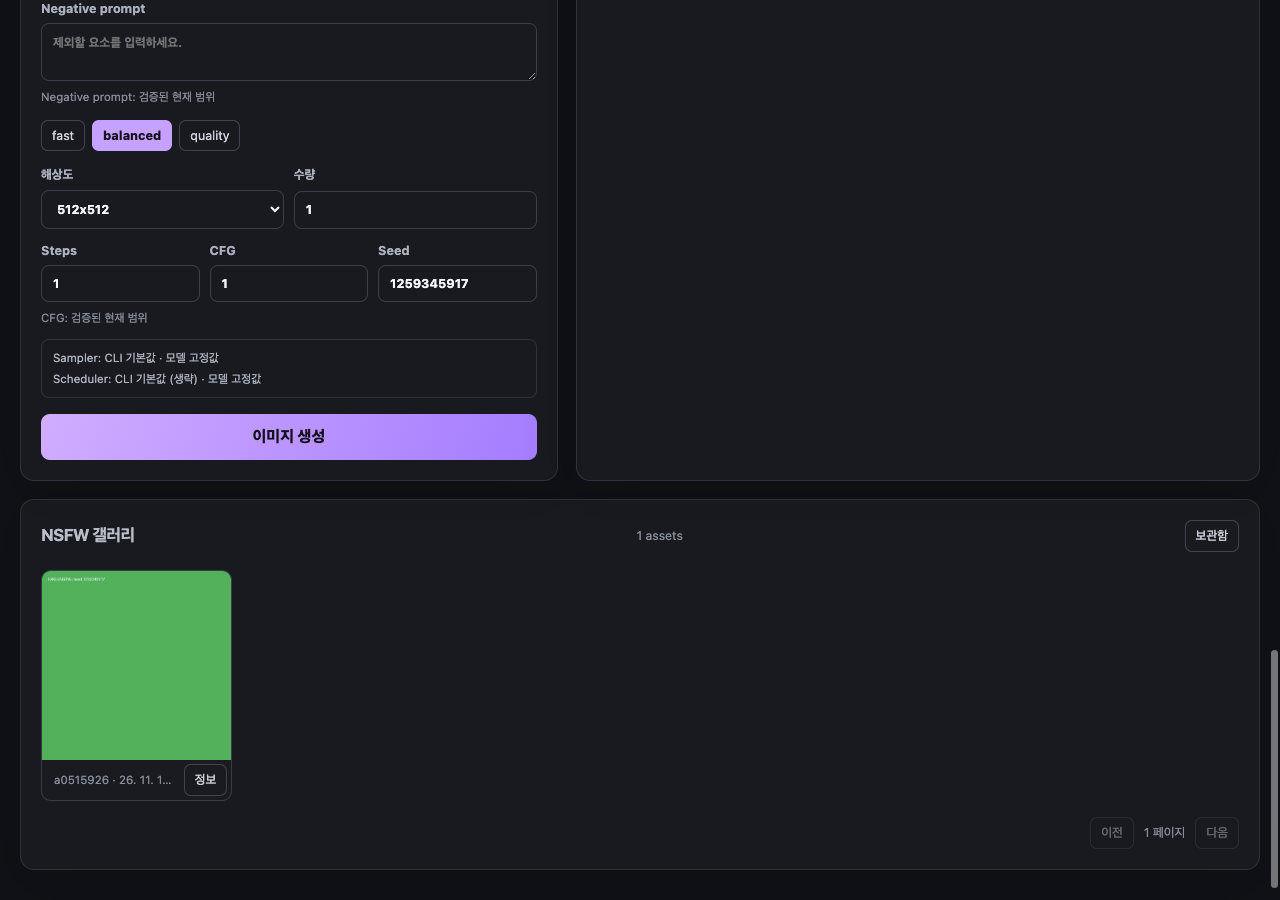 Negative prompt
제외할 요소를 입력하세요.
Negative prompt: 검증된 현재 범위
fast balanced quality
해상도 수량
512x512 1
Steps CFG Seed
1 1 1259345917
CFG: 검증된 현재 범위
Sampler: CLI 기본값 · 모델 고정값
Scheduler: CLI 기본값 (생략) · 모델 고정값
이미지 생성
NSFW 갤러리 1 assets 보관함
a0515926 · 26. 11. 1... 정보
이전 1 페이지 다음